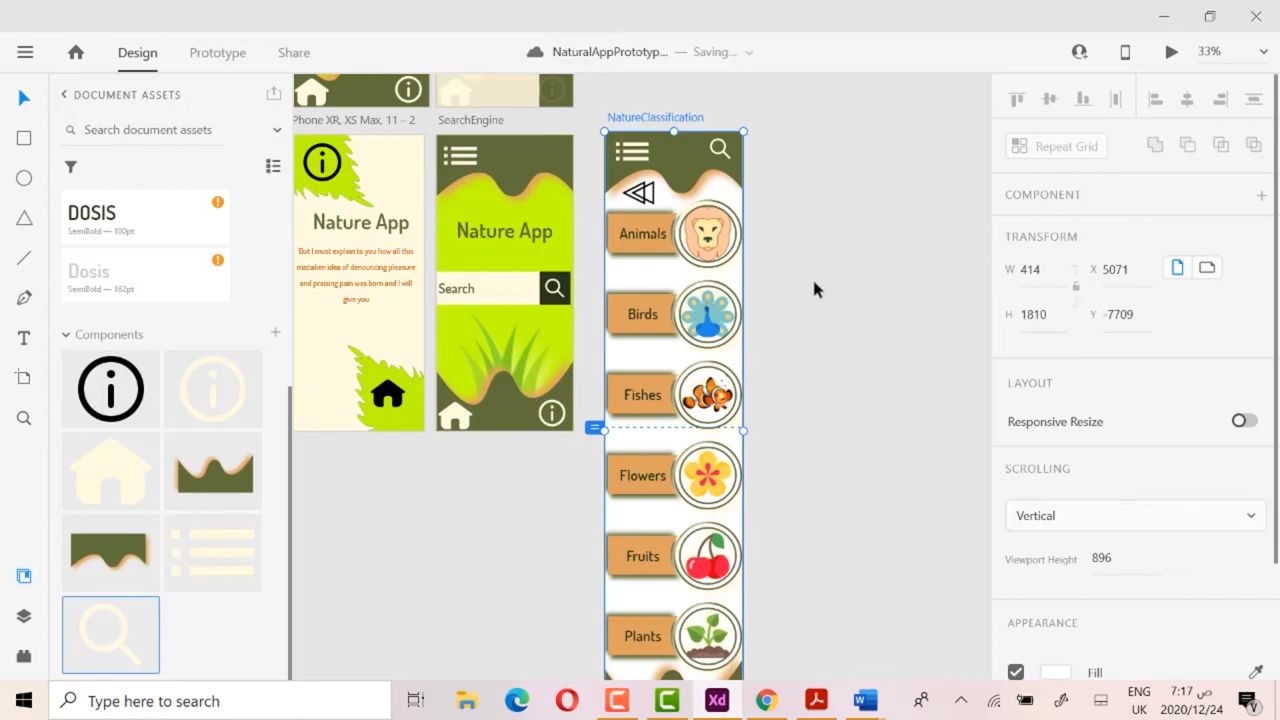 Design
Prototype
Share
NaturalAppPrototyp... — Saving...
33%
DOCUMENT ASSETS
Search document assets
DOSIS
SemiBold — 100pt
Dosis
SemiBold — 162pt
Components
Phone XR, XS Max, 11 – 2
Nature App
But I must explain to you how all this
mistaken idea of denouncing pleasure
and praising pain was born and I will
give you
SearchEngine
Nature App
Search
NatureClassification
Animals
Birds
Fishes
Flowers
Fruits
Plants
Repeat Grid
COMPONENT
TRANSFORM
W 414
X 5071
H 1810
Y -7709
LAYOUT
Responsive Resize
SCROLLING
Vertical
Viewport Height 896
APPEARANCE
Fill
Type here to search
Xd
ENG
UK
7:17 ص
2020/12/24